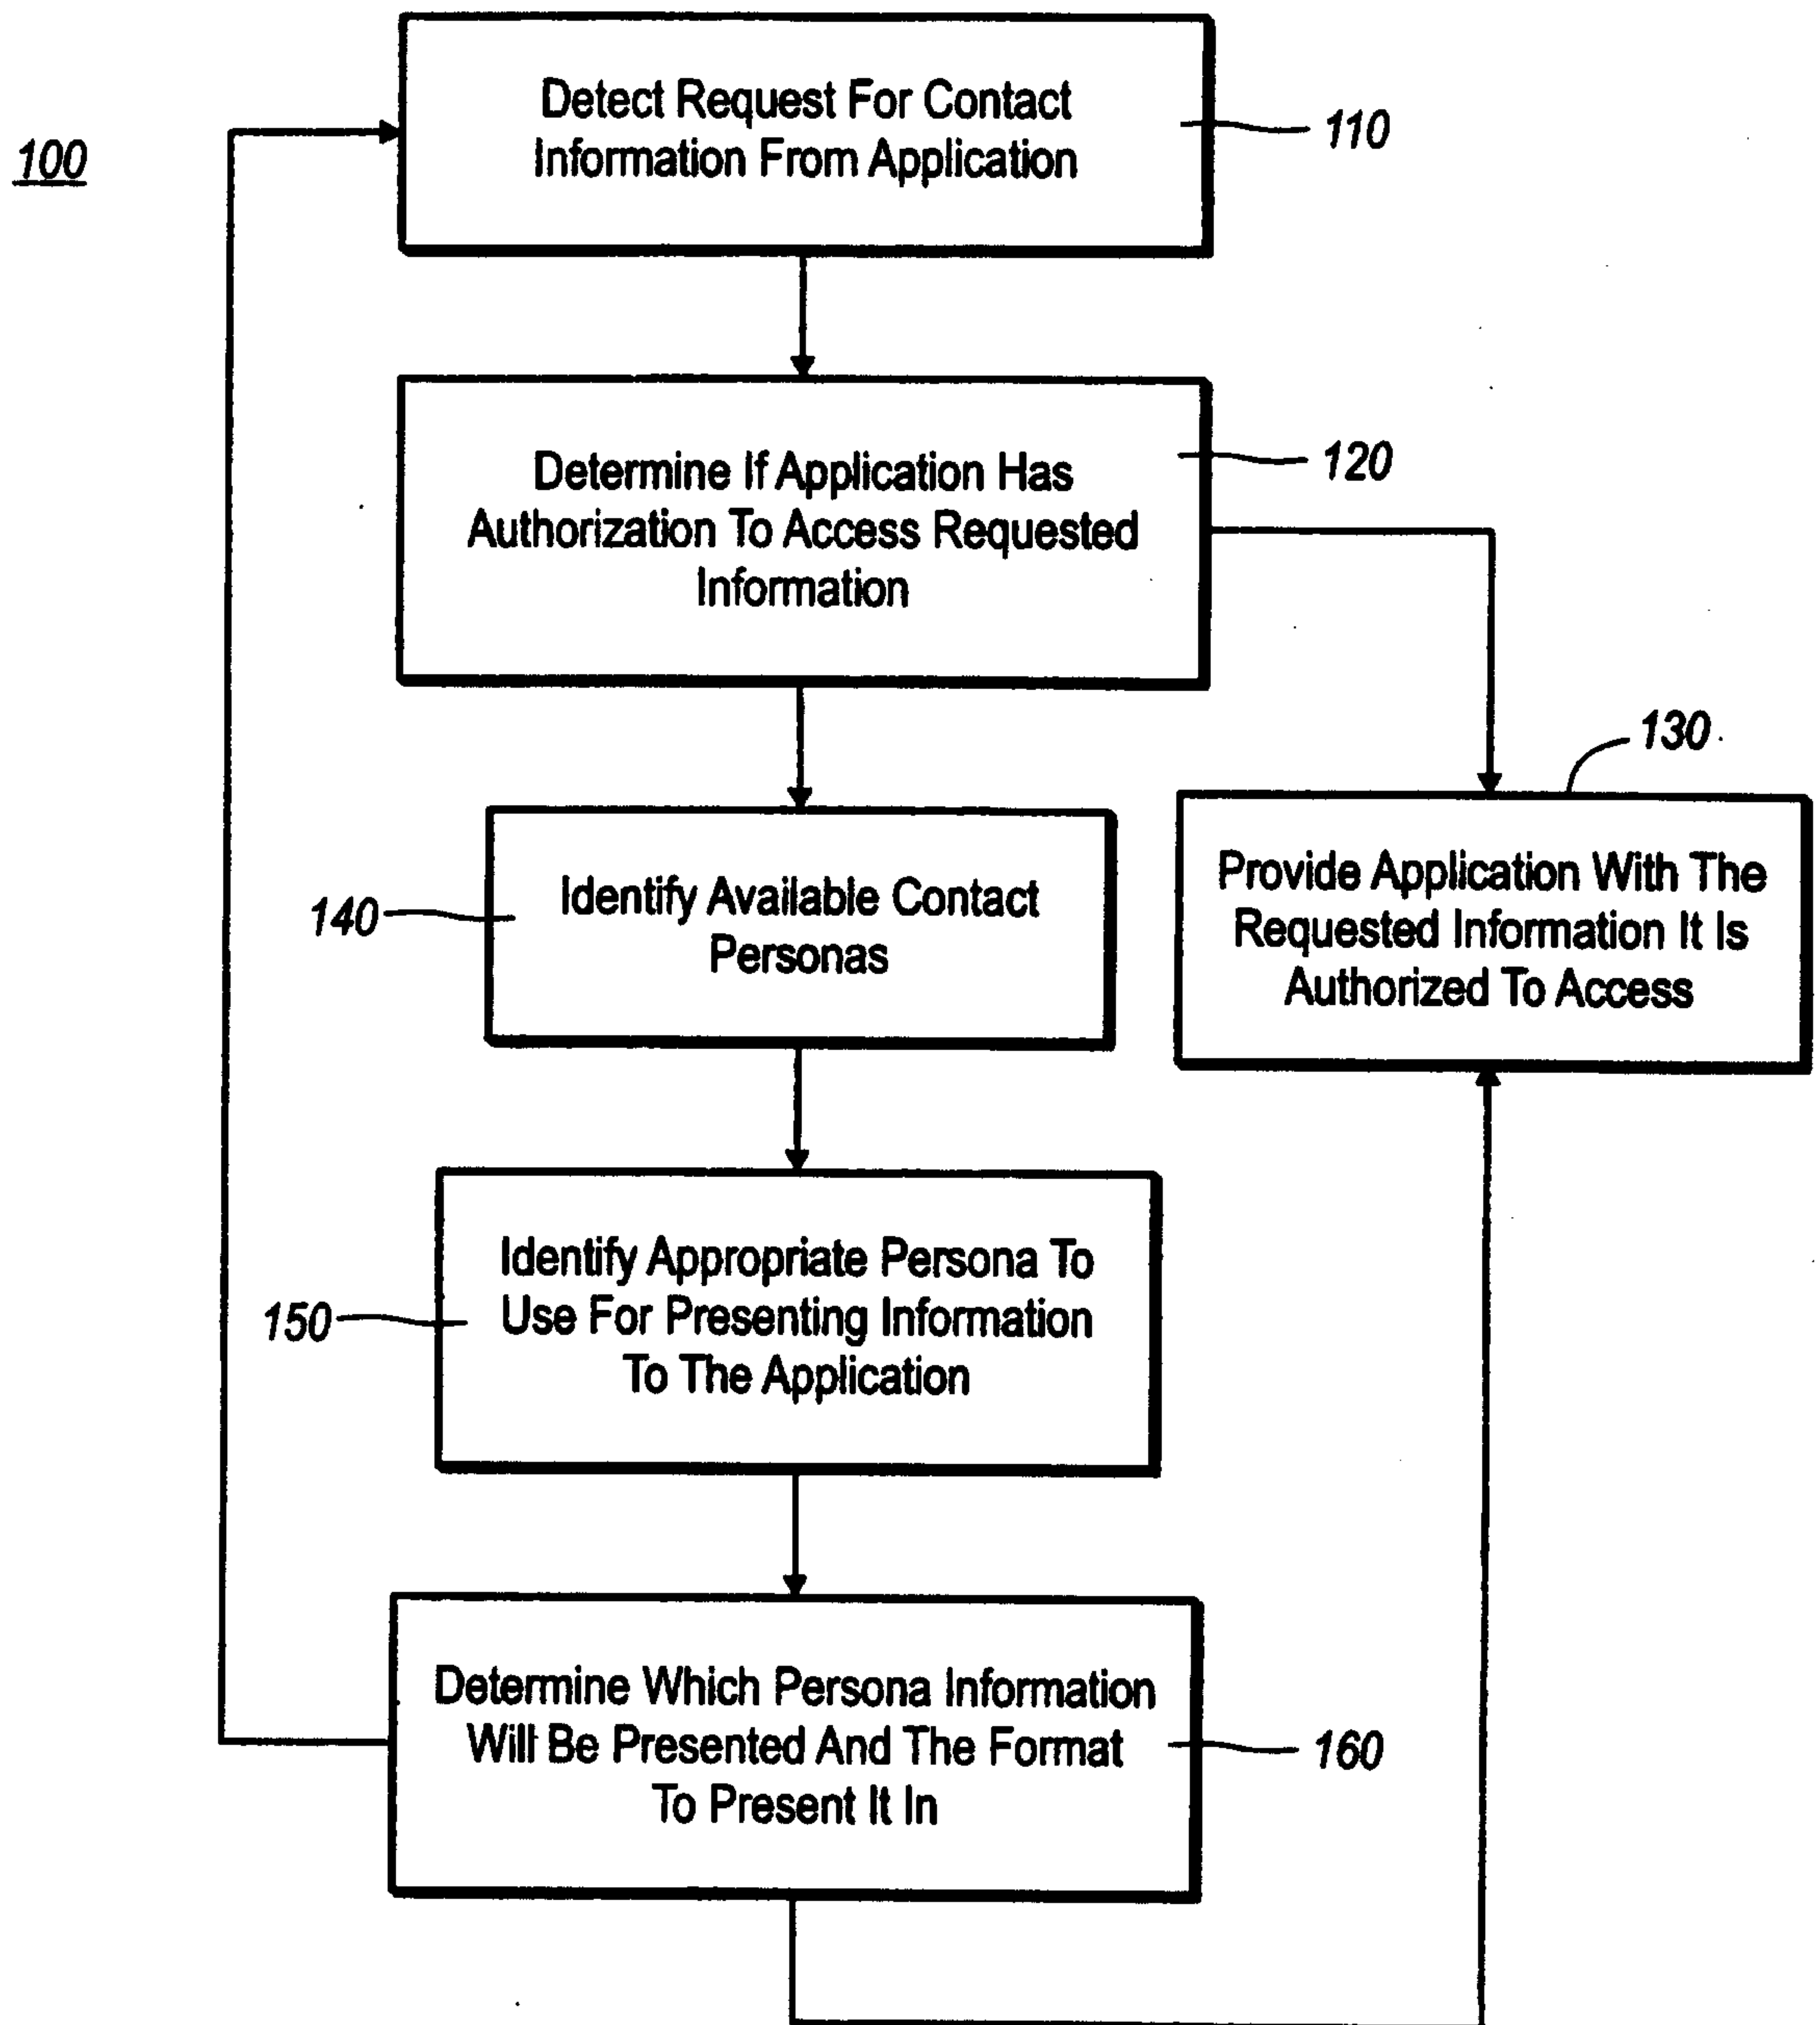 100
Detect Request For Contact
Information From Application
110
Determine If Application Has
Authorization To Access Requested
Information
120
130
Provide Application With The
Requested Information It Is
Authorized To Access
140
Identify Available Contact
Personas
150
Identify Appropriate Persona To
Use For Presenting Information
To The Application
Determine Which Persona Information
Will Be Presented And The Format
To Present It In
160